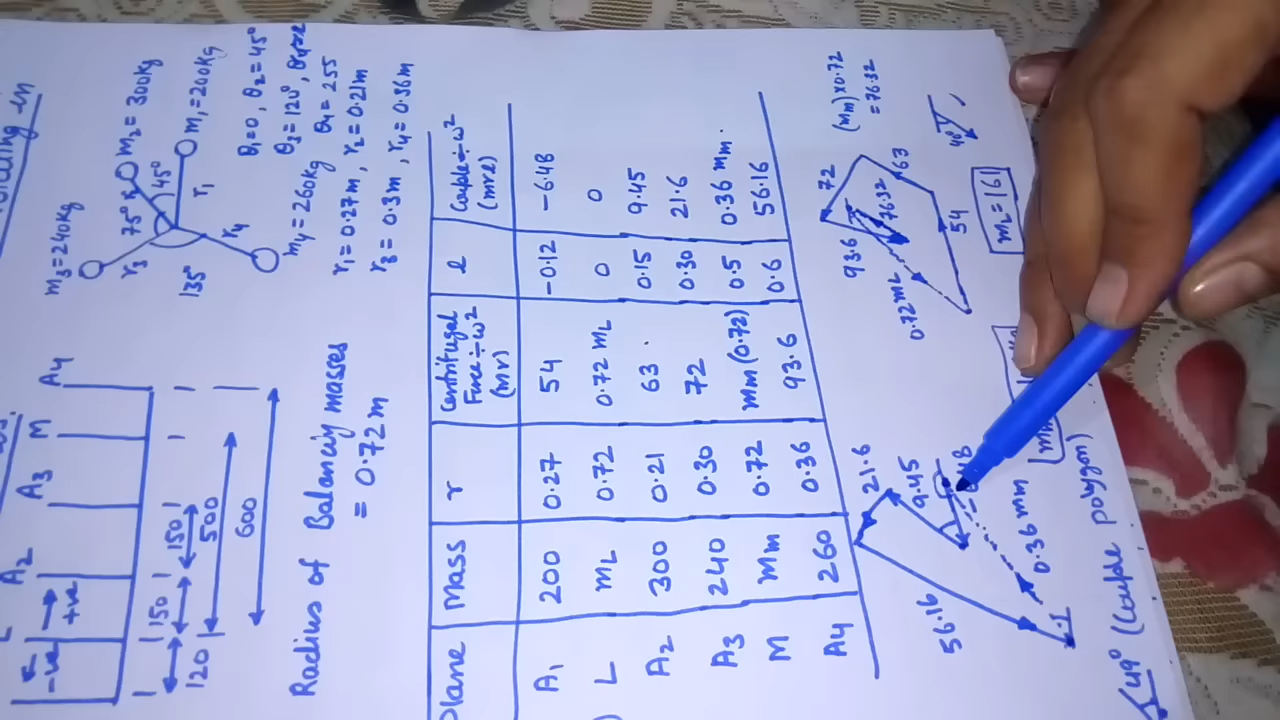 m3=240kg
75°
m2=300kg
45°
m1=200kg
r3
r1
135°
r4
m4=260kg
θ1=0, θ2=45°
θ3=120°,
θ4=255
r1=0.27m, r2=0.21m
r3=0.3m, r4=0.36m
L A2 A3 M A4
-ve +ve
120 150 150
500
600
Radius of Balancing masses
= 0.72m
Plane Mass r Centrifugal Force÷ω² (mr) l Couple÷ω² (mrl)
A1 200 0.27 54 -0.12 -6.48
L mL 0.72 0.72 mL 0 0
A2 300 0.21 63 0.15 9.45
A3 240 0.30 72 0.30 21.6
M Mm 0.72 Mm(0.72) 0.5 0.36 mm.
A4 260 0.36 93.6 0.6 56.16
56.16
21.6
9.45
0.36 mm
49° (couple polygon)
93.6
72
76.32
63
0.72mL
54
(Mm)×0.72
=76.32
mL=161